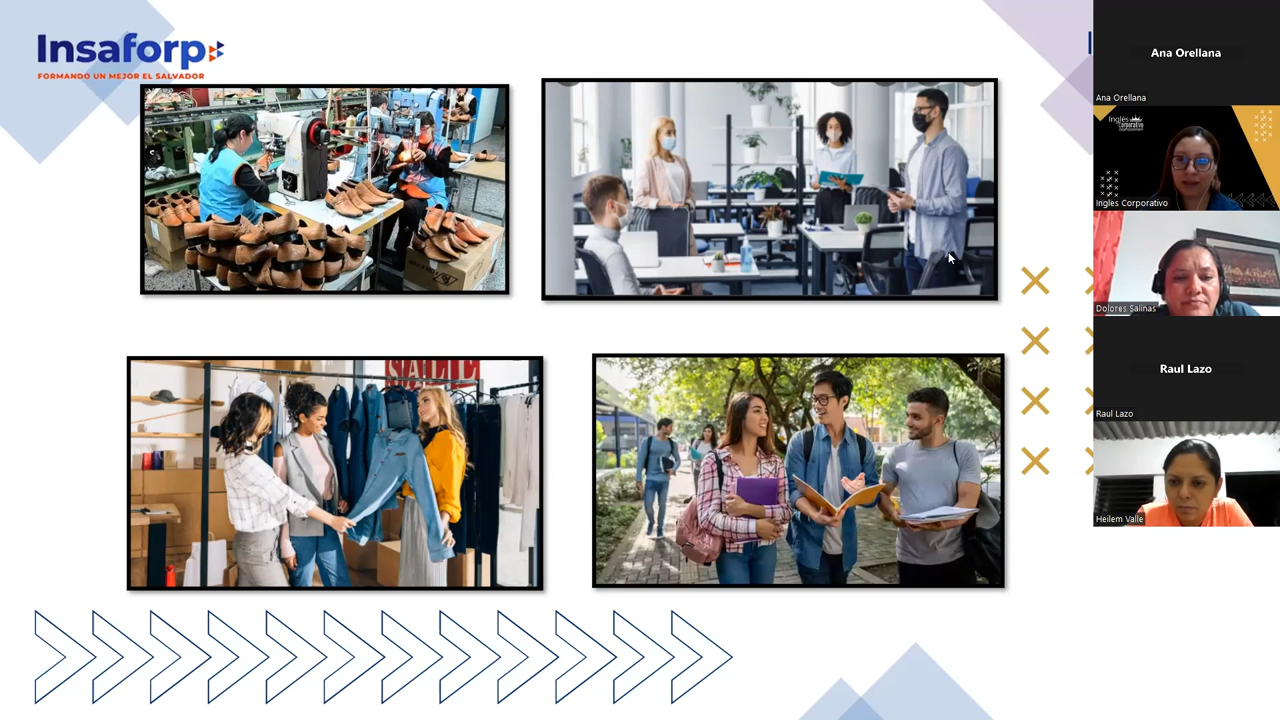 Insaforp
FORMANDO UN MEJOR EL SALVADOR
SALE
Ana Orellana
Ana Orellana
Inglés
Corporativo
Ingles Corporativo
Dolores Salinas
Raul Lazo
Raul Lazo
Heilem Valle